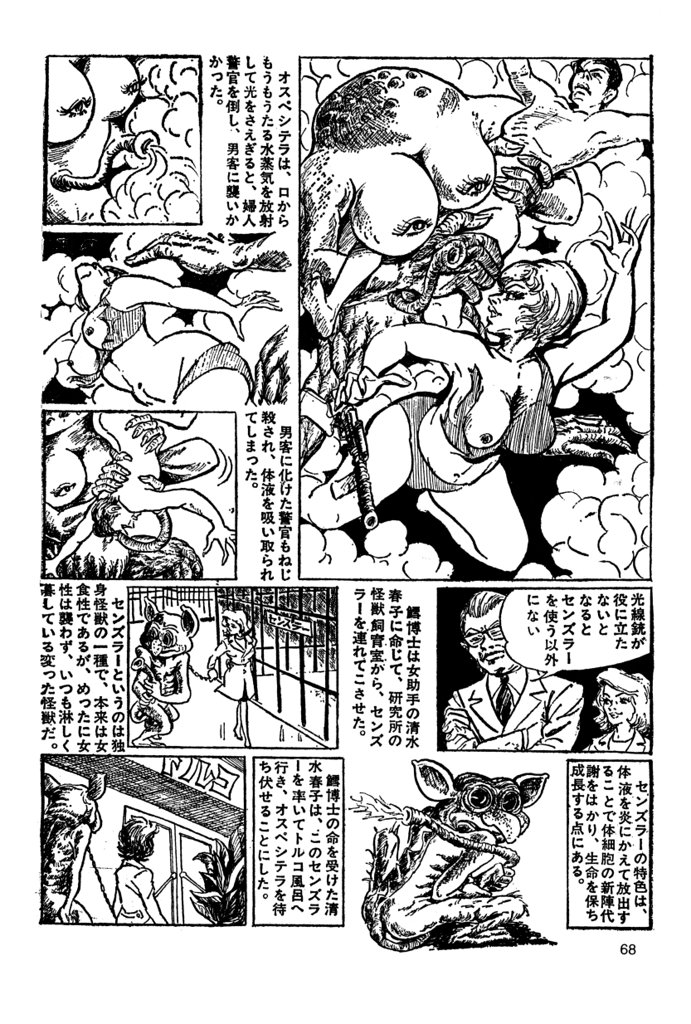 オスペシテラは、口から
もうもうたる水蒸気を放射
して光をさえぎると、婦人
警官を倒し、男客に襲いか
かった。
男客に化けた警官もねじ
殺され、体液を吸い取られ
てしまった。
光線銃が
役に立た
ないと
なると
センズラー
を使う以外
にない
鱈博士は女助手の清水
春子に命じて、研究所の
怪獣飼育室から、センズ
ラーを連れてこさせた。
センズラー
センズラーというのは独
身怪獣の一種で、本来は女
食性であるが、めったに女
性は襲わず、いつも淋しく
暮している変った怪獣だ。
センズラーの特色は、
体液を炎にかえて放出す
ることで体細胞の新陳代
謝をはかり、生命を保ち
成長する点にある。
鱈博士の命を受けた清
水春子は、このセンズラ
ーを率いてトルコ風呂へ
行き、オスペシテラを待
ち伏せることにした。
トルコ
68